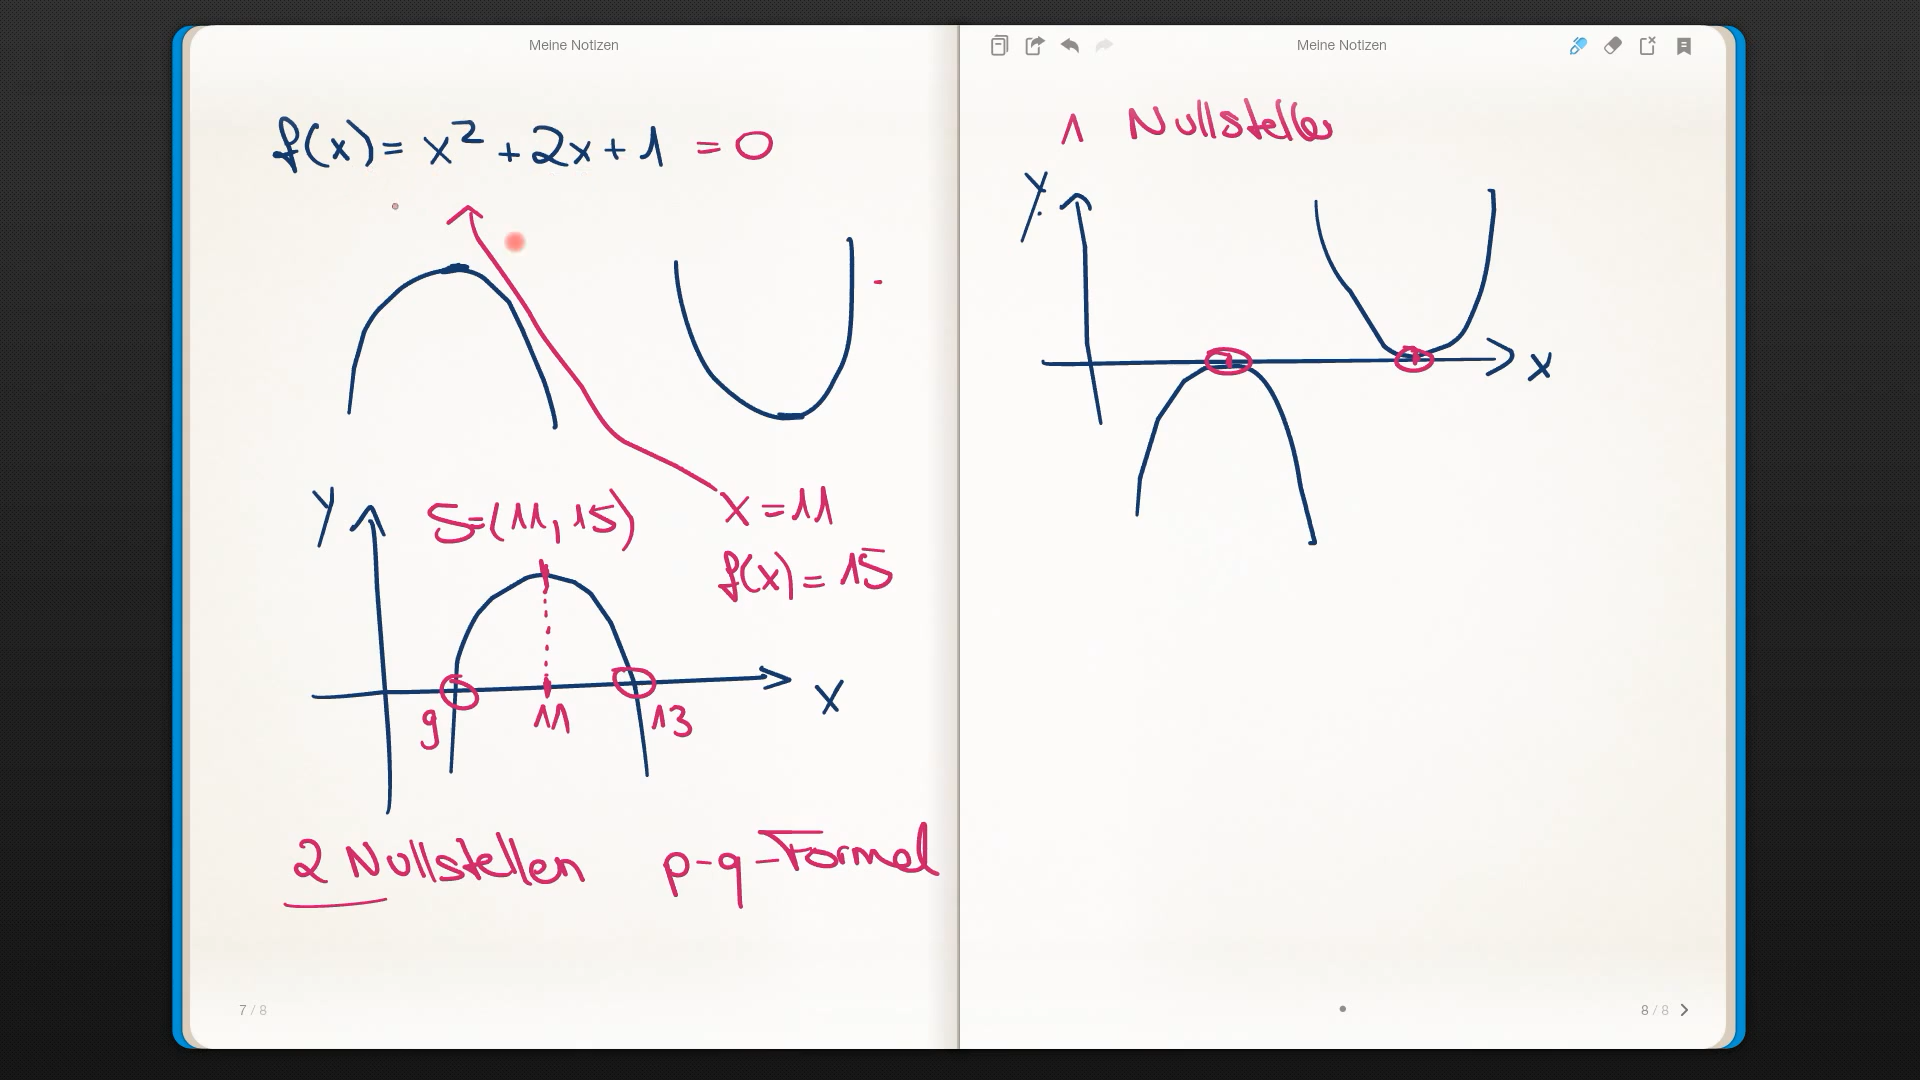 Meine Notizen
f(x) = x² + 2x + 1 = 0
y
S=(11,15)
x = 11
f(x) = 15
9
11
13
x
2 Nullstellen
p-q-Formel
7 / 8
Meine Notizen
1 Nullstelle
y
x
8 / 8